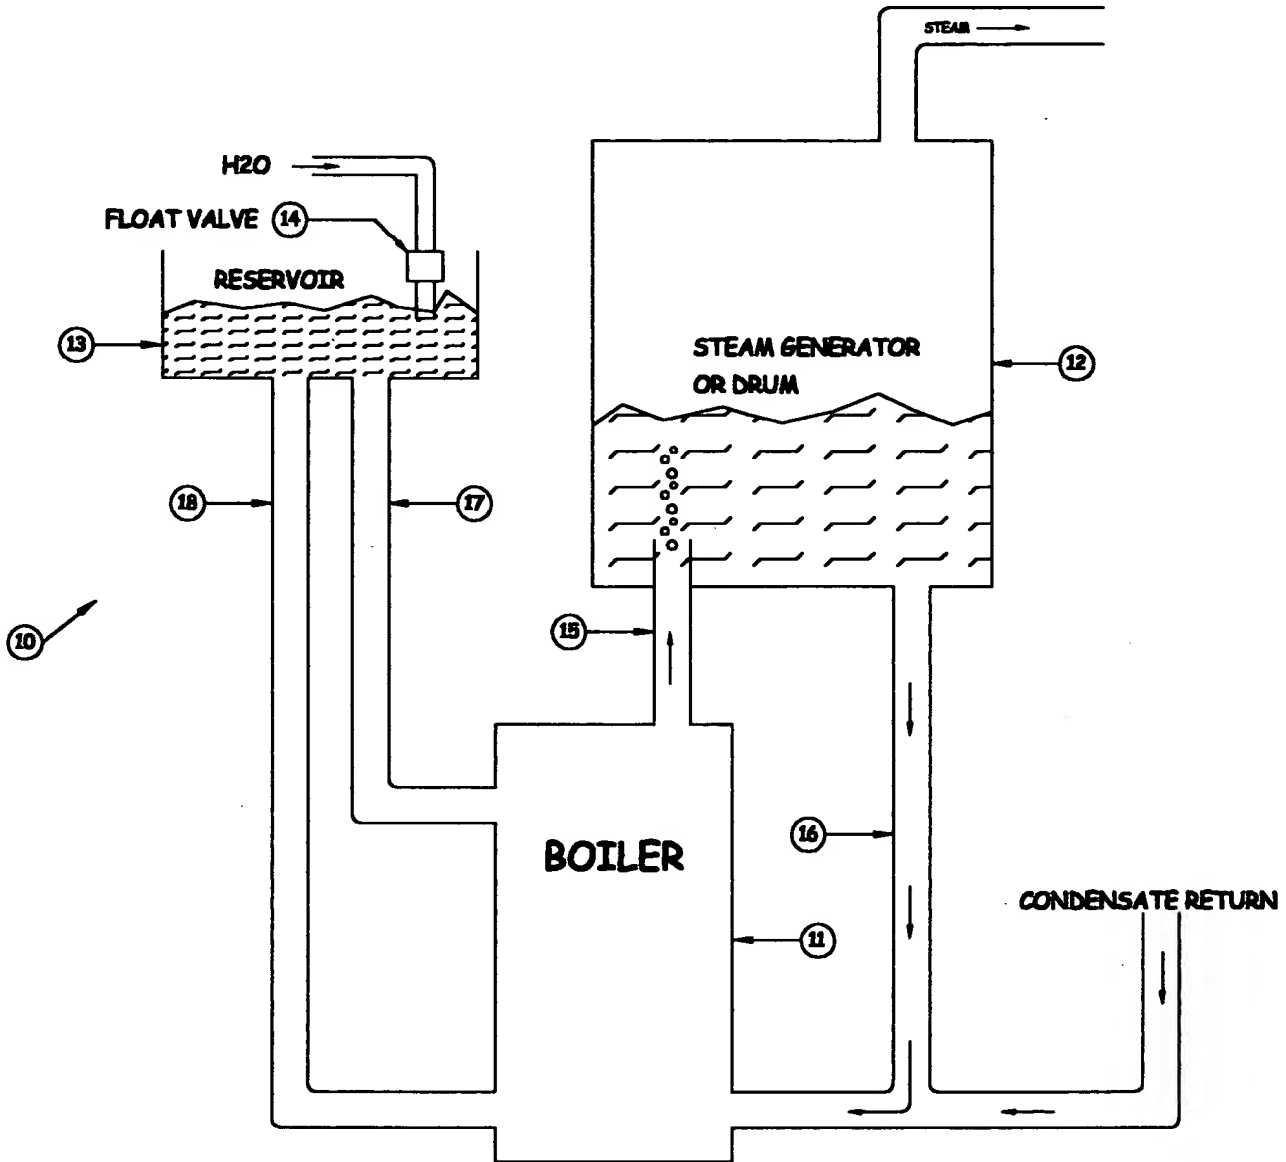 STEAM
H2O
FLOAT VALVE 14
RESERVOIR
13
STEAM GENERATOR
OR DRUM
12
18
17
10
15
16
BOILER
11
CONDENSATE RETURN